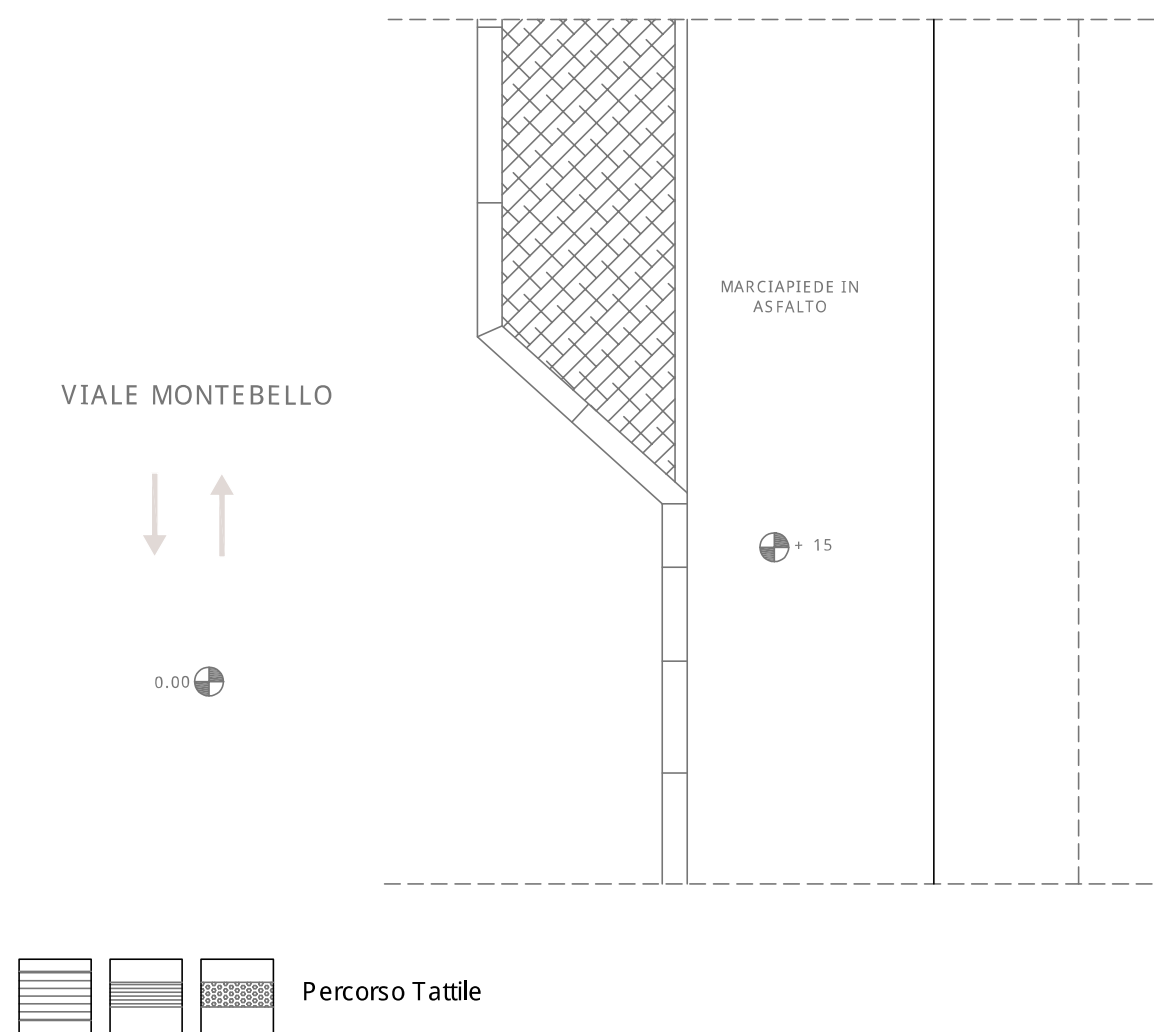 MARCIAPIEDE IN
ASFALTO
VIALE MONTEBELLO
+ 15
0.00
Percorso Tattile